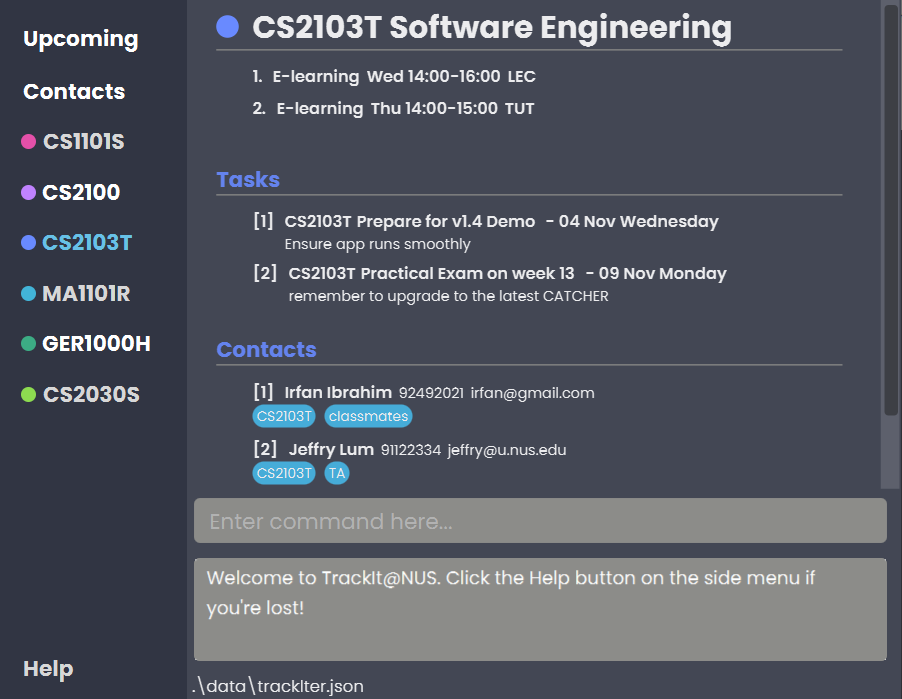 Upcoming
Contacts
CS1101S
CS2100
CS2103T
MA1101R
GER1000H
CS2030S
Help
CS2103T Software Engineering
1. E-learning Wed 14:00-16:00 LEC
2. E-learning Thu 14:00-15:00 TUT
Tasks
[1] CS2103T Prepare for v1.4 Demo - 04 Nov Wednesday
Ensure app runs smoothly
[2] CS2103T Practical Exam on week 13 - 09 Nov Monday
remember to upgrade to the latest CATCHER
Contacts
[1] Irfan Ibrahim 92492021 irfan@gmail.com
CS2103T classmates
[2] Jeffry Lum 91122334 jeffry@u.nus.edu
CS2103T TA
Enter command here...
Welcome to TrackIt@NUS. Click the Help button on the side menu if
you're lost!
.\data\trackIter.json